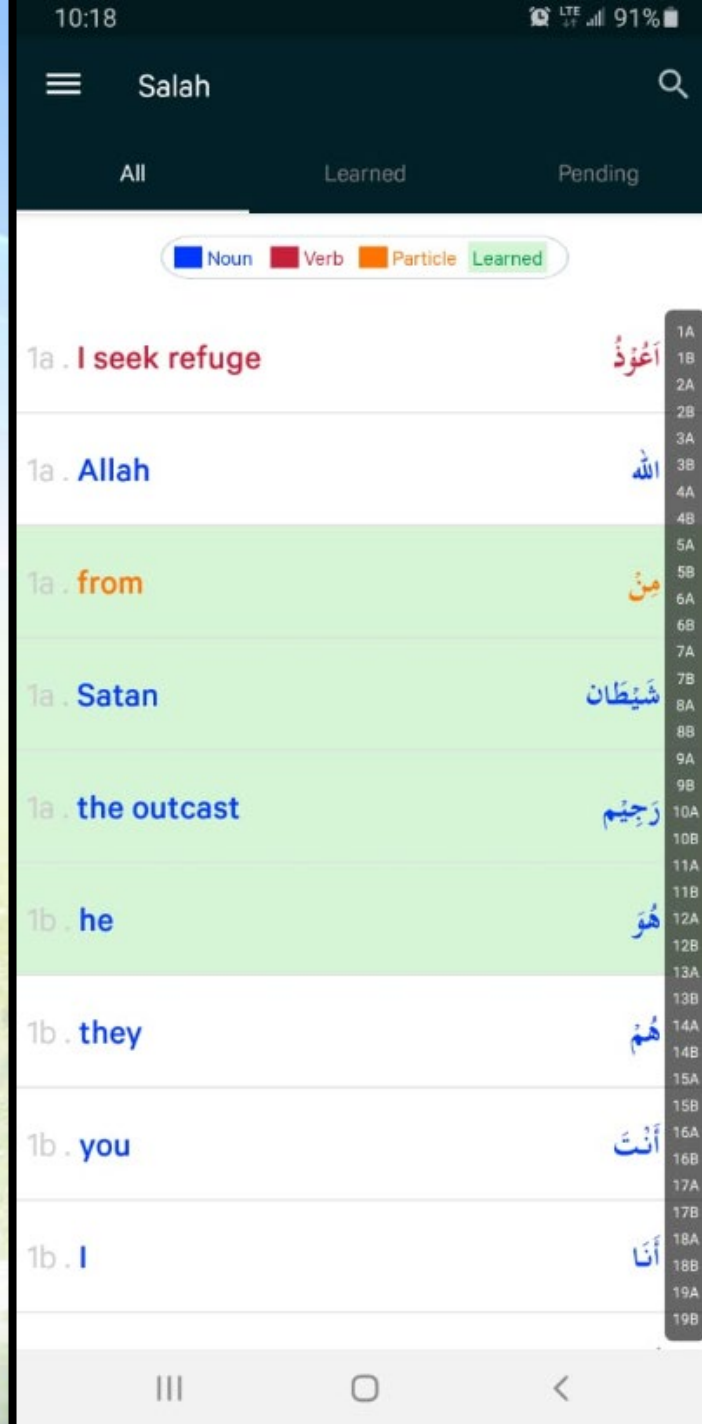 10:18 LTE 91%
Salah
All Learned Pending
Noun Verb Particle Learned
1a . I seek refuge اَعُوْذُ
1a . Allah الله
1a . from مِنْ
1a . Satan شَيْطَان
1a . the outcast رَجِيْم
1b . he هُوَ
1b . they هُمْ
1b . you أَنْتَ
1b . I أَنَا
1A
1B
2A
2B
3A
3B
4A
4B
5A
5B
6A
6B
7A
7B
8A
8B
9A
9B
10A
10B
11A
11B
12A
12B
13A
13B
14A
14B
15A
15B
16A
16B
17A
17B
18A
18B
19A
19B